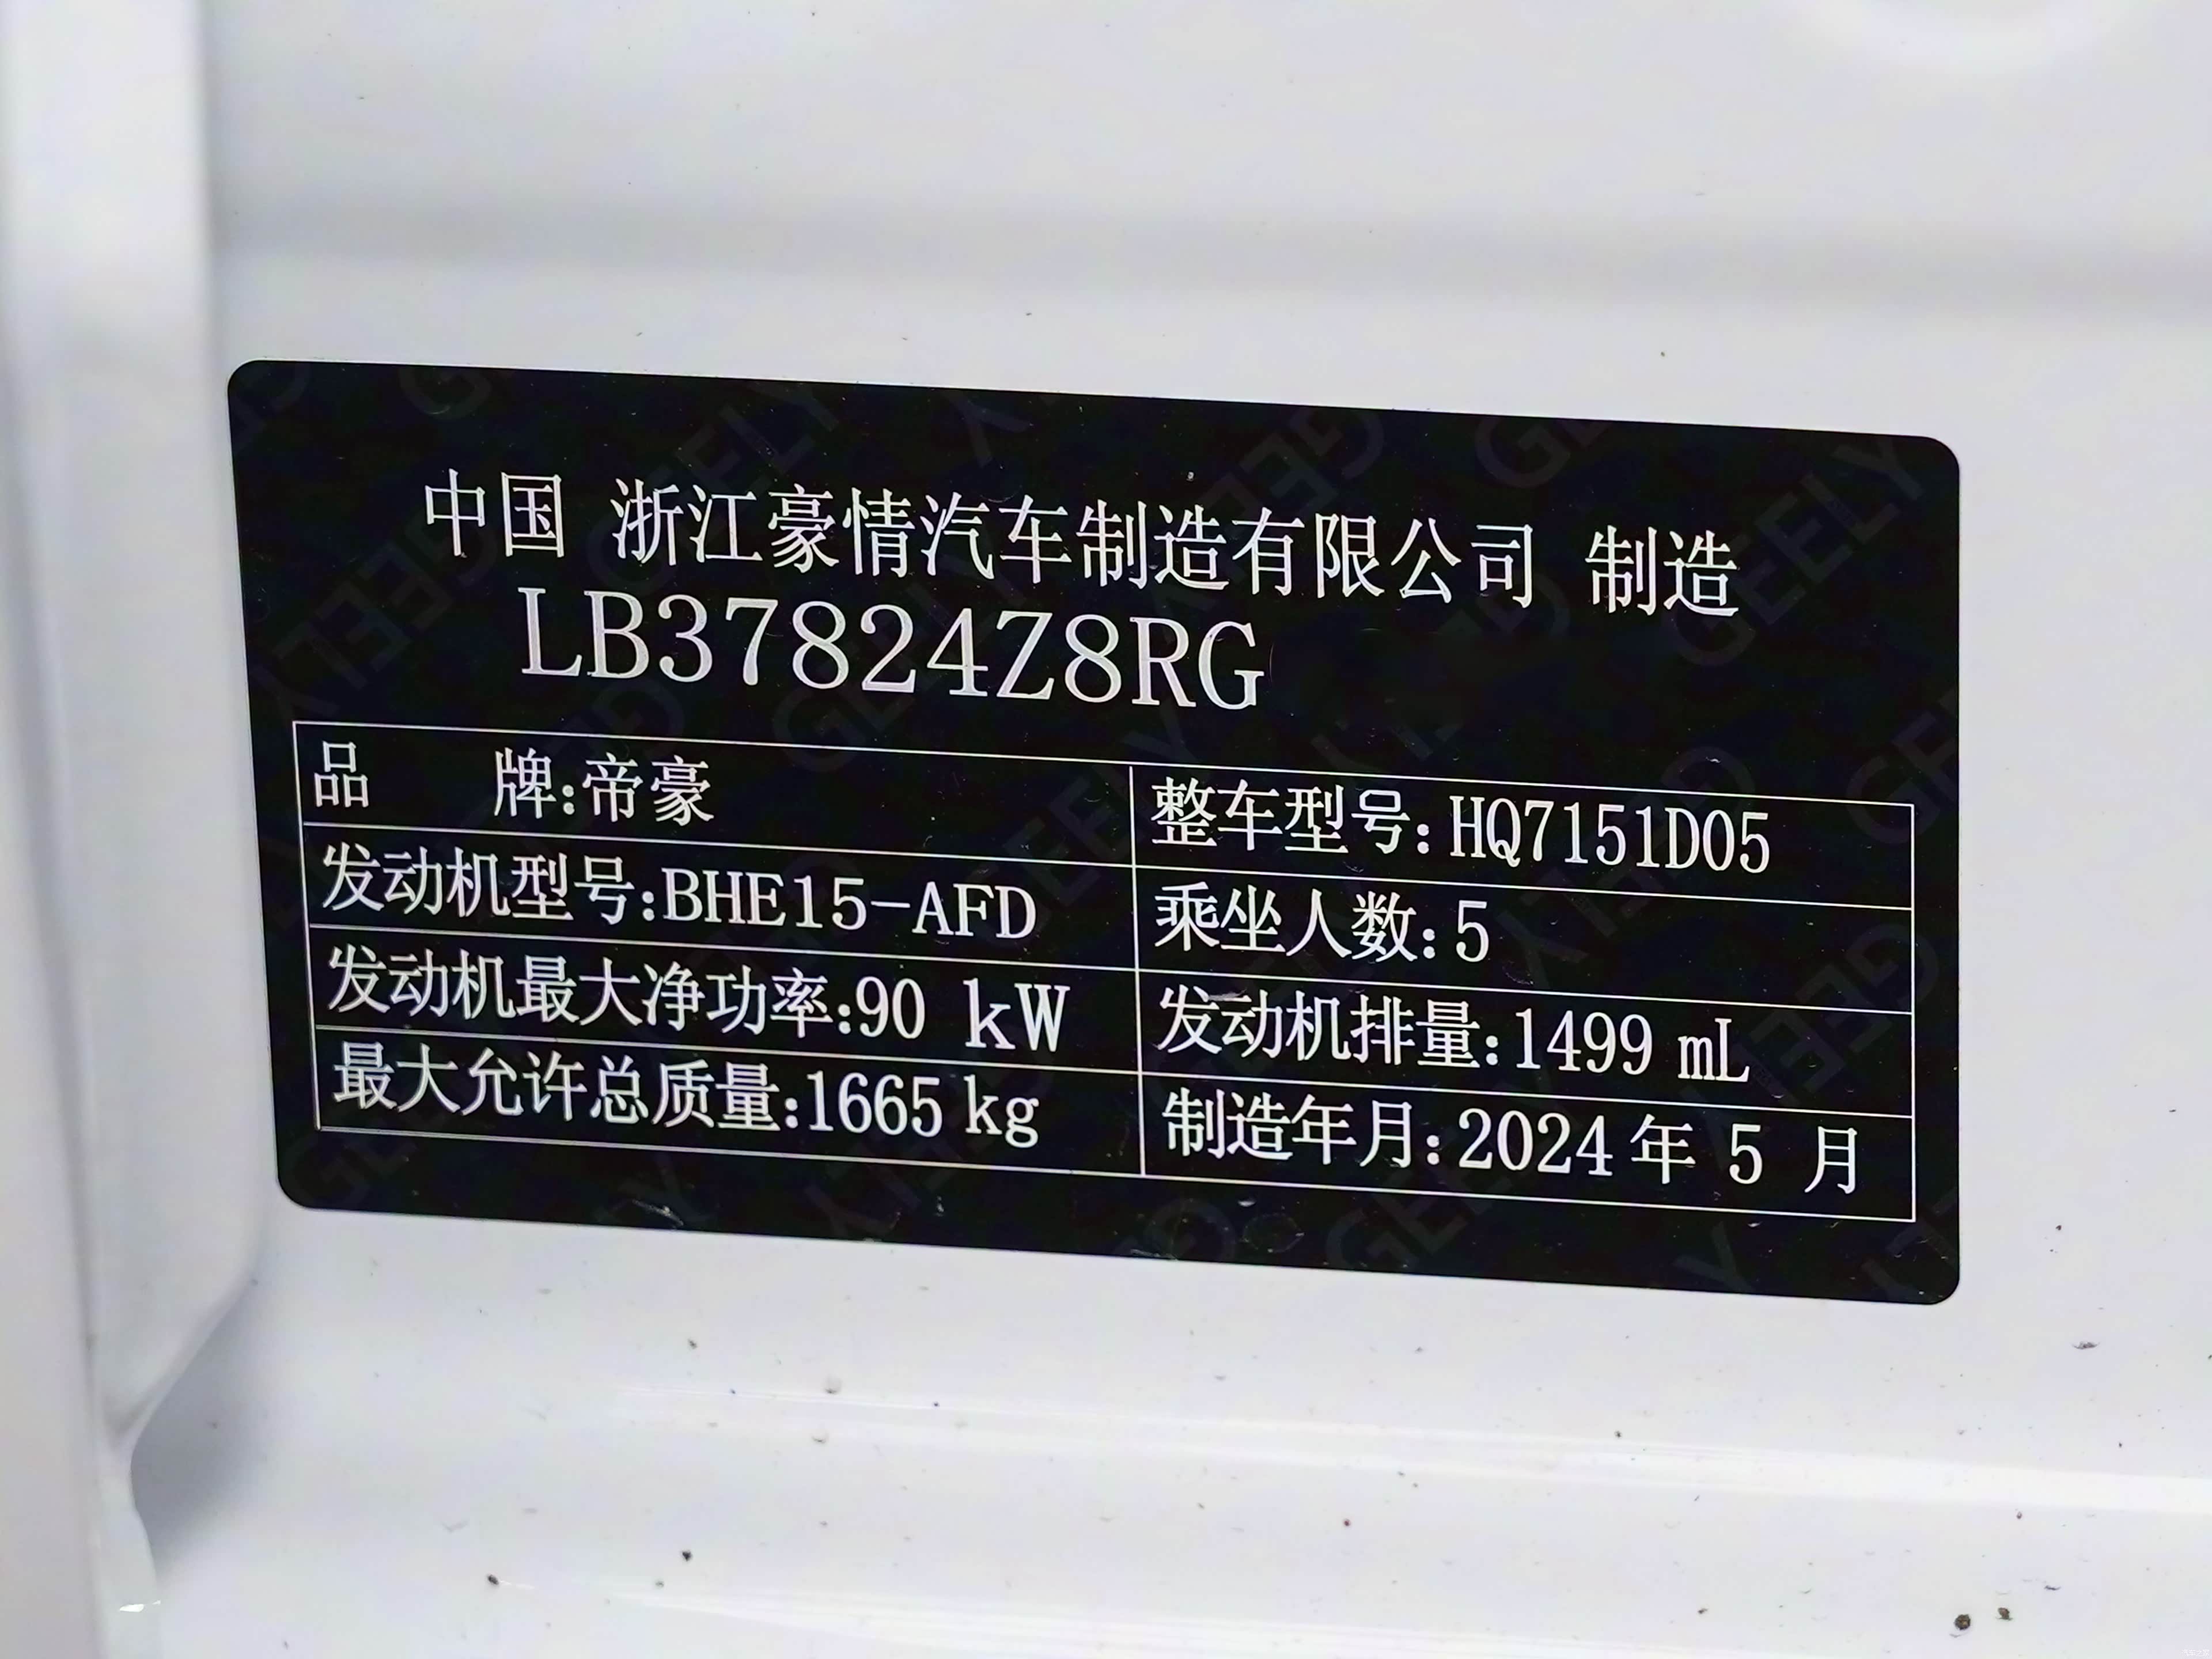 中国 浙江豪情汽车制造有限公司 制造
LB37824Z8RG
品 牌:帝豪 整车型号:HQ7151D05
发动机型号:BHE15-AFD 乘坐人数:5
发动机最大净功率:90 kW 发动机排量:1499 mL
最大允许总质量:1665 kg 制造年月:2024 年 5 月